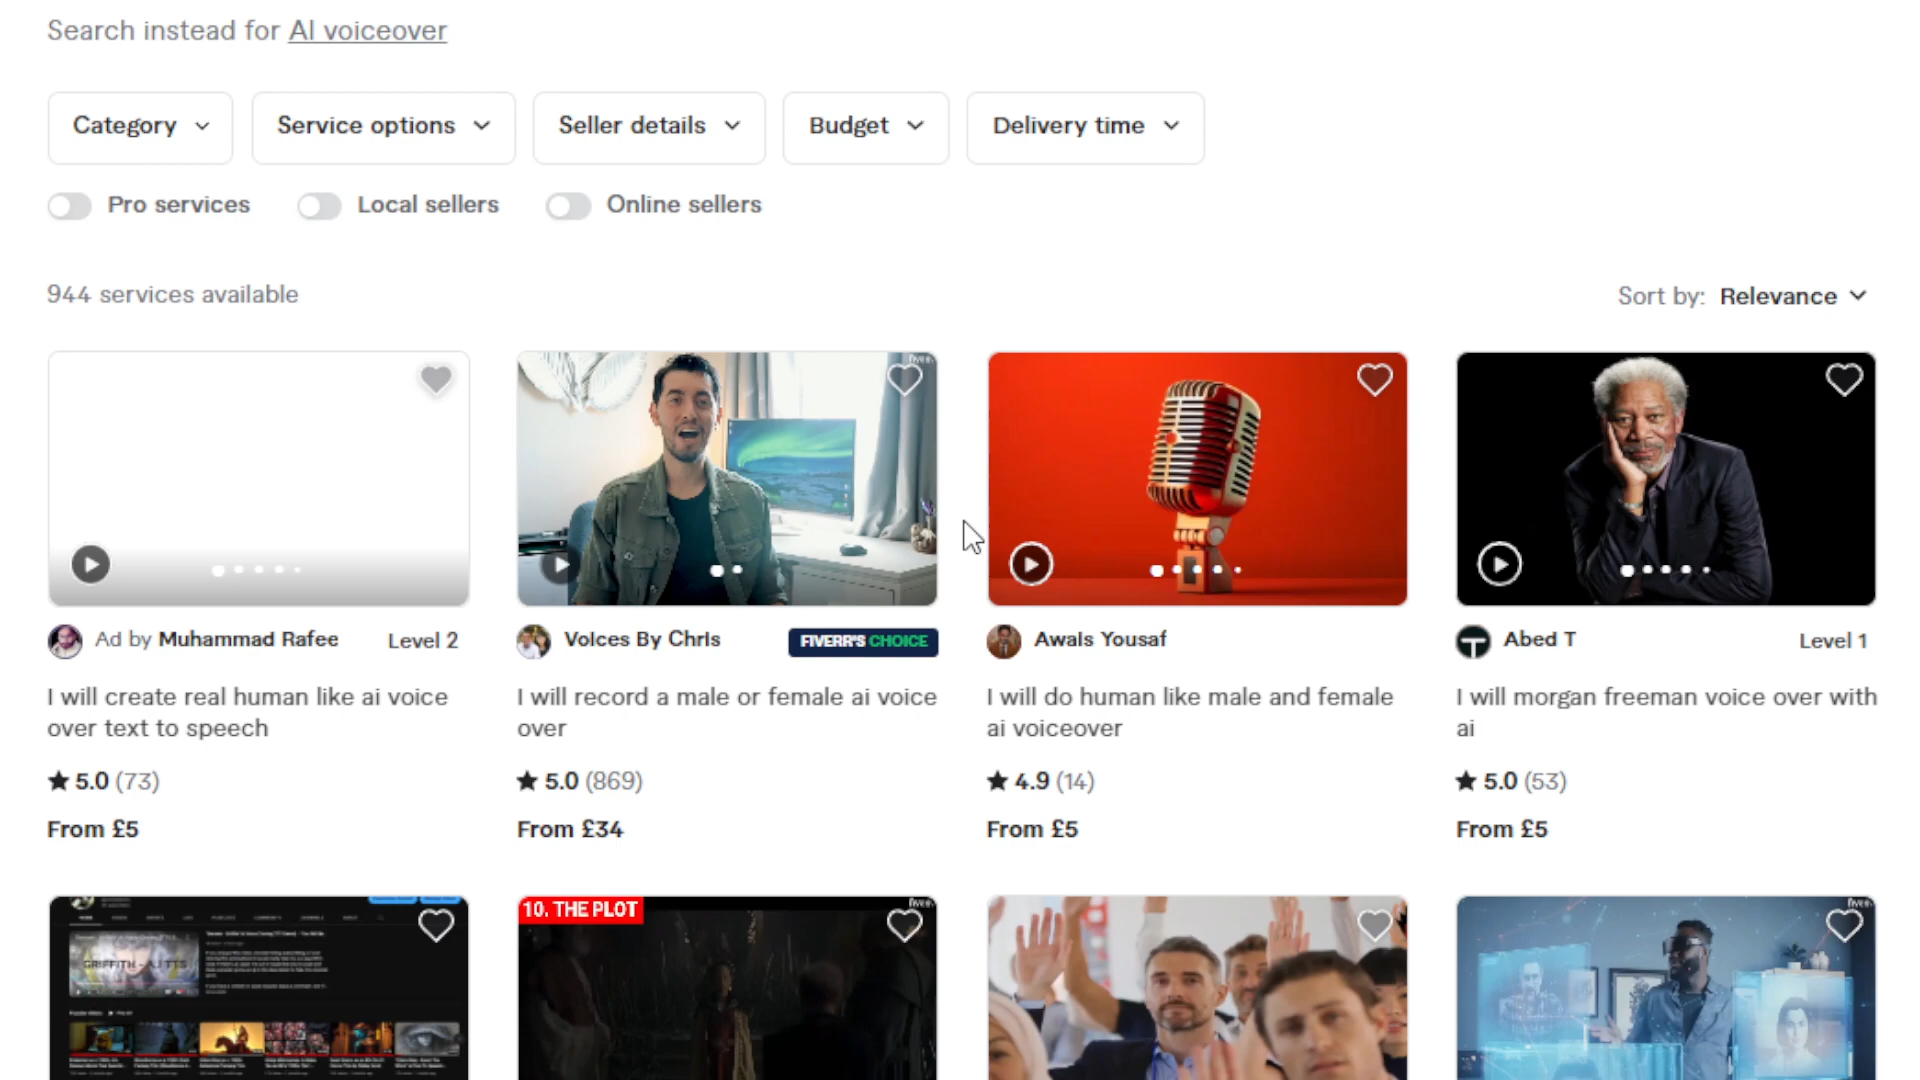 Search instead for AI voiceover
Category
Service options
Seller details
Budget
Delivery time
Pro services
Local sellers
Online sellers
944 services available
Sort by: Relevance
fiverr.
Ad by Muhammad Rafee
Level 2
I will create real human like ai voice
over text to speech
5.0 (73)
From £5
Voices By Chris
FIVERR'S CHOICE
I will record a male or female ai voice
over
5.0 (869)
From £34
Awais Yousaf
I will do human like male and female
ai voiceover
4.9 (14)
From £5
Abed T
Level 1
I will morgan freeman voice over with
ai
5.0 (53)
From £5
GRIFFITH - A.I TTS
10. THE PLOT
fiverr.
fiverr.